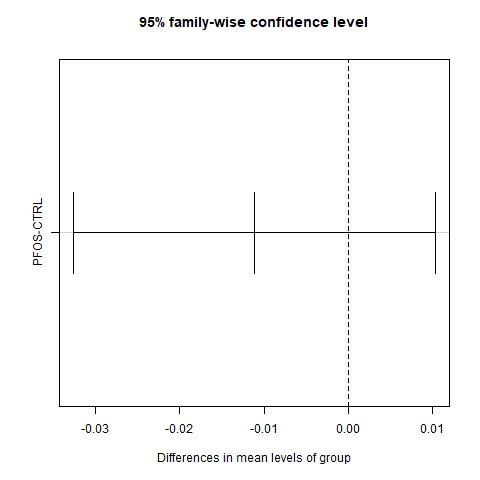 95% family-wise confidence level
PFOS-CTRL
-0.03 -0.02 -0.01 0.00 0.01
Differences in mean levels of group